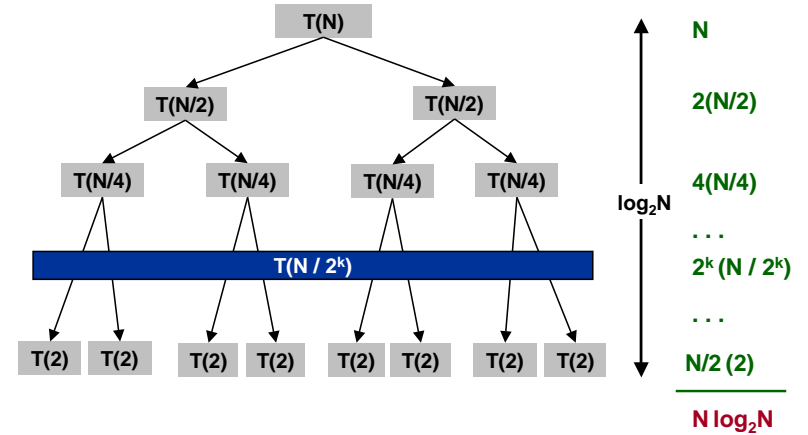 T(N)
N
T(N/2) T(N/2)
2(N/2)
T(N/4) T(N/4) T(N/4) T(N/4)
4(N/4)
log₂N
. . .
T(N / 2ᵏ)
2ᵏ (N / 2ᵏ)
. . .
T(2) T(2) T(2) T(2) T(2) T(2) T(2) T(2)
N/2 (2)
N log₂N